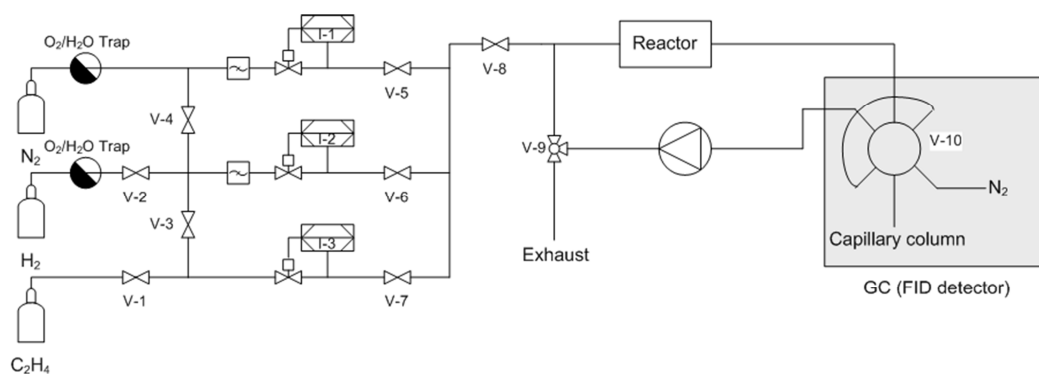 O₂/H₂O Trap
I-1
V-8
Reactor
V-5
V-4
N₂
O₂/H₂O Trap
I-2
V-9
V-10
V-2
V-6
N₂
V-3
H₂
I-3
Exhaust
Capillary column
V-1
V-7
GC (FID detector)
C₂H₄